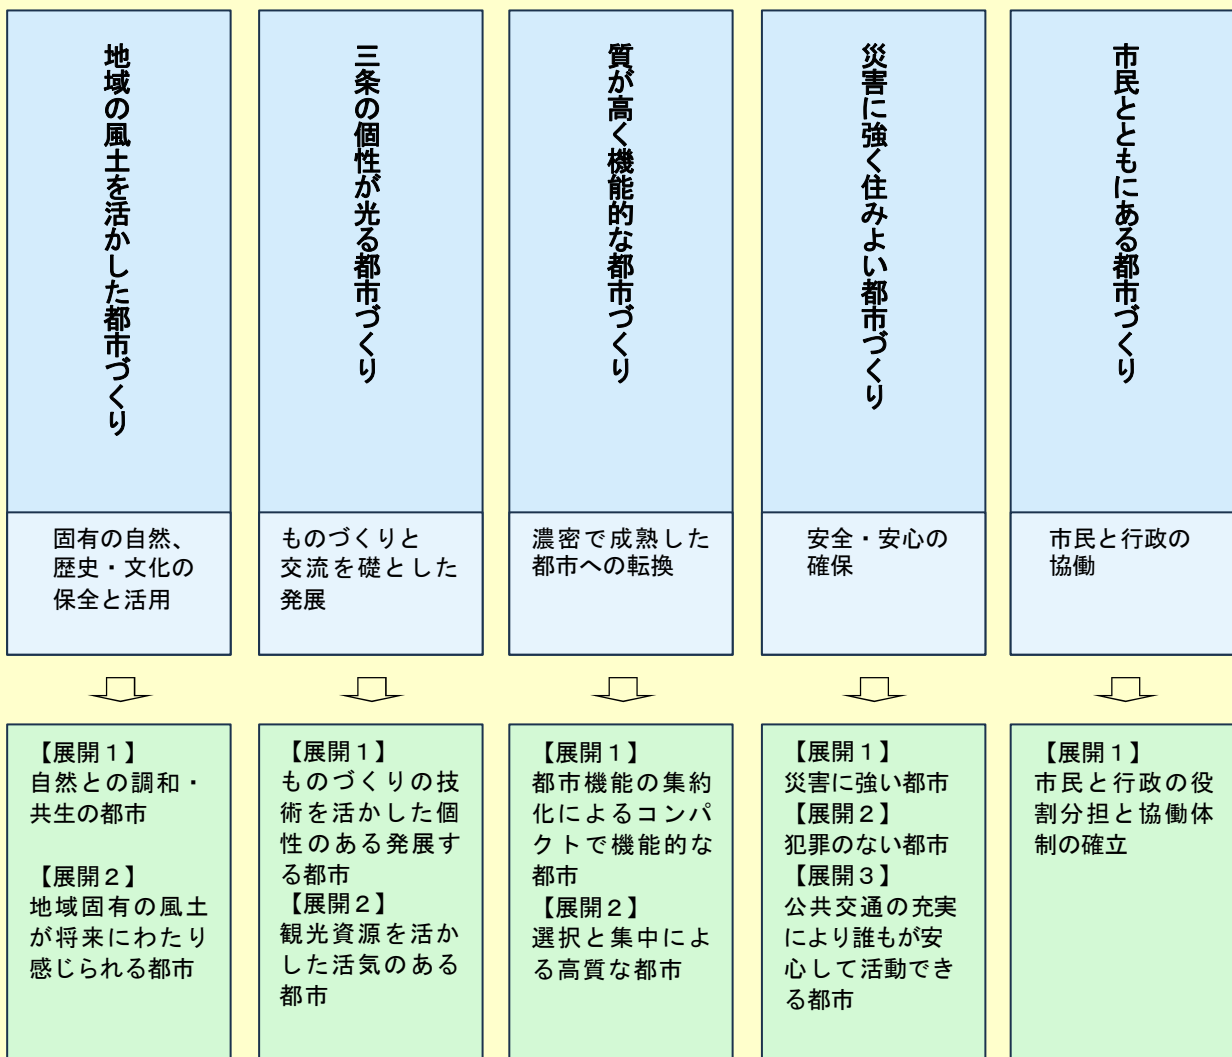 地域の風土を活かした都市づくり
固有の自然、
歴史・文化の
保全と活用
【展開１】
自然との調和・
共生の都市
【展開２】
地域固有の風土
が将来にわたり
感じられる都市
三条の個性が光る都市づくり
ものづくりと
交流を礎とした
発展
【展開１】
ものづくりの技
術を活かした個
性のある発展す
る都市
【展開２】
観光資源を活か
した活気のある
都市
質が高く機能的な都市づくり
濃密で成熟した
都市への転換
【展開１】
都市機能の集約
化によるコンパ
クトで機能的な
都市
【展開２】
選択と集中によ
る高質な都市
災害に強く住みよい都市づくり
安全・安心の
確保
【展開１】
災害に強い都市
【展開２】
犯罪のない都市
【展開３】
公共交通の充実
により誰もが安
心して活動でき
る都市
市民とともにある都市づくり
市民と行政の
協働
【展開１】
市民と行政の役
割分担と協働体
制の確立